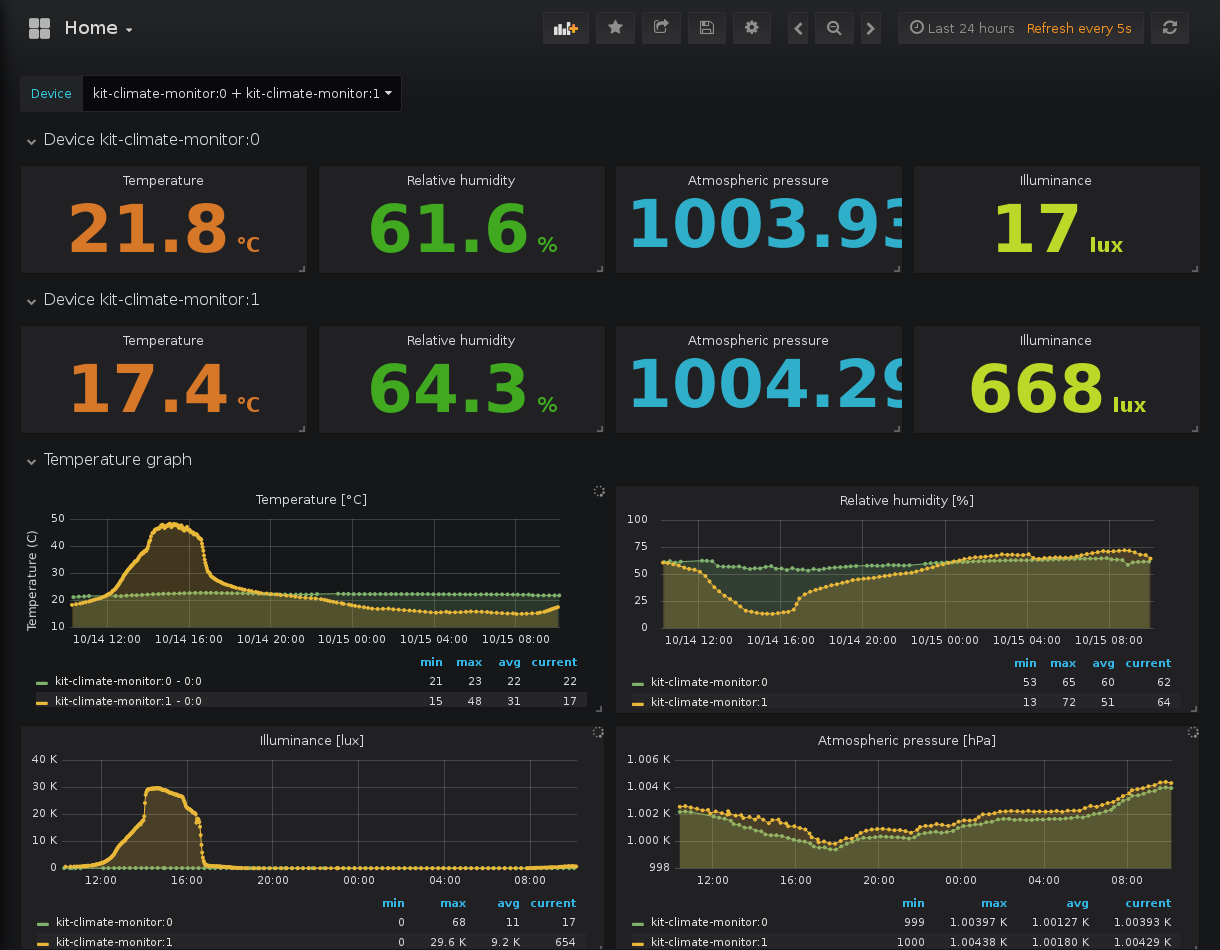 Home
Last 24 hours Refresh every 5s
Device kit-climate-monitor:0 + kit-climate-monitor:1
Device kit-climate-monitor:0
Temperature Relative humidity Atmospheric pressure Illuminance
21.8 °C 61.6 % 1003.93 17 lux
Device kit-climate-monitor:1
Temperature Relative humidity Atmospheric pressure Illuminance
17.4 °C 64.3 % 1004.29 668 lux
Temperature graph
Temperature [°C]
Temperature (C)
50
40
30
20
10
10/14 12:00 10/14 16:00 10/14 20:00 10/15 00:00 10/15 04:00 10/15 08:00
min max avg current
kit-climate-monitor:0 - 0:0 21 23 22 22
kit-climate-monitor:1 - 0:0 15 48 31 17
Relative humidity [%]
100
75
50
25
0
10/14 12:00 10/14 16:00 10/14 20:00 10/15 00:00 10/15 04:00 10/15 08:00
min max avg current
kit-climate-monitor:0 53 65 60 62
kit-climate-monitor:1 13 72 51 64
Illuminance [lux]
40 K
30 K
20 K
10 K
0
12:00 16:00 20:00 00:00 04:00 08:00
min max avg current
kit-climate-monitor:0 0 68 11 17
kit-climate-monitor:1 0 29.6 K 9.2 K 654
Atmospheric pressure [hPa]
1.006 K
1.004 K
1.002 K
1.000 K
998
12:00 16:00 20:00 00:00 04:00 08:00
min max avg current
kit-climate-monitor:0 999 1.00397 K 1.00127 K 1.00393 K
kit-climate-monitor:1 1000 1.00438 K 1.00180 K 1.00429 K